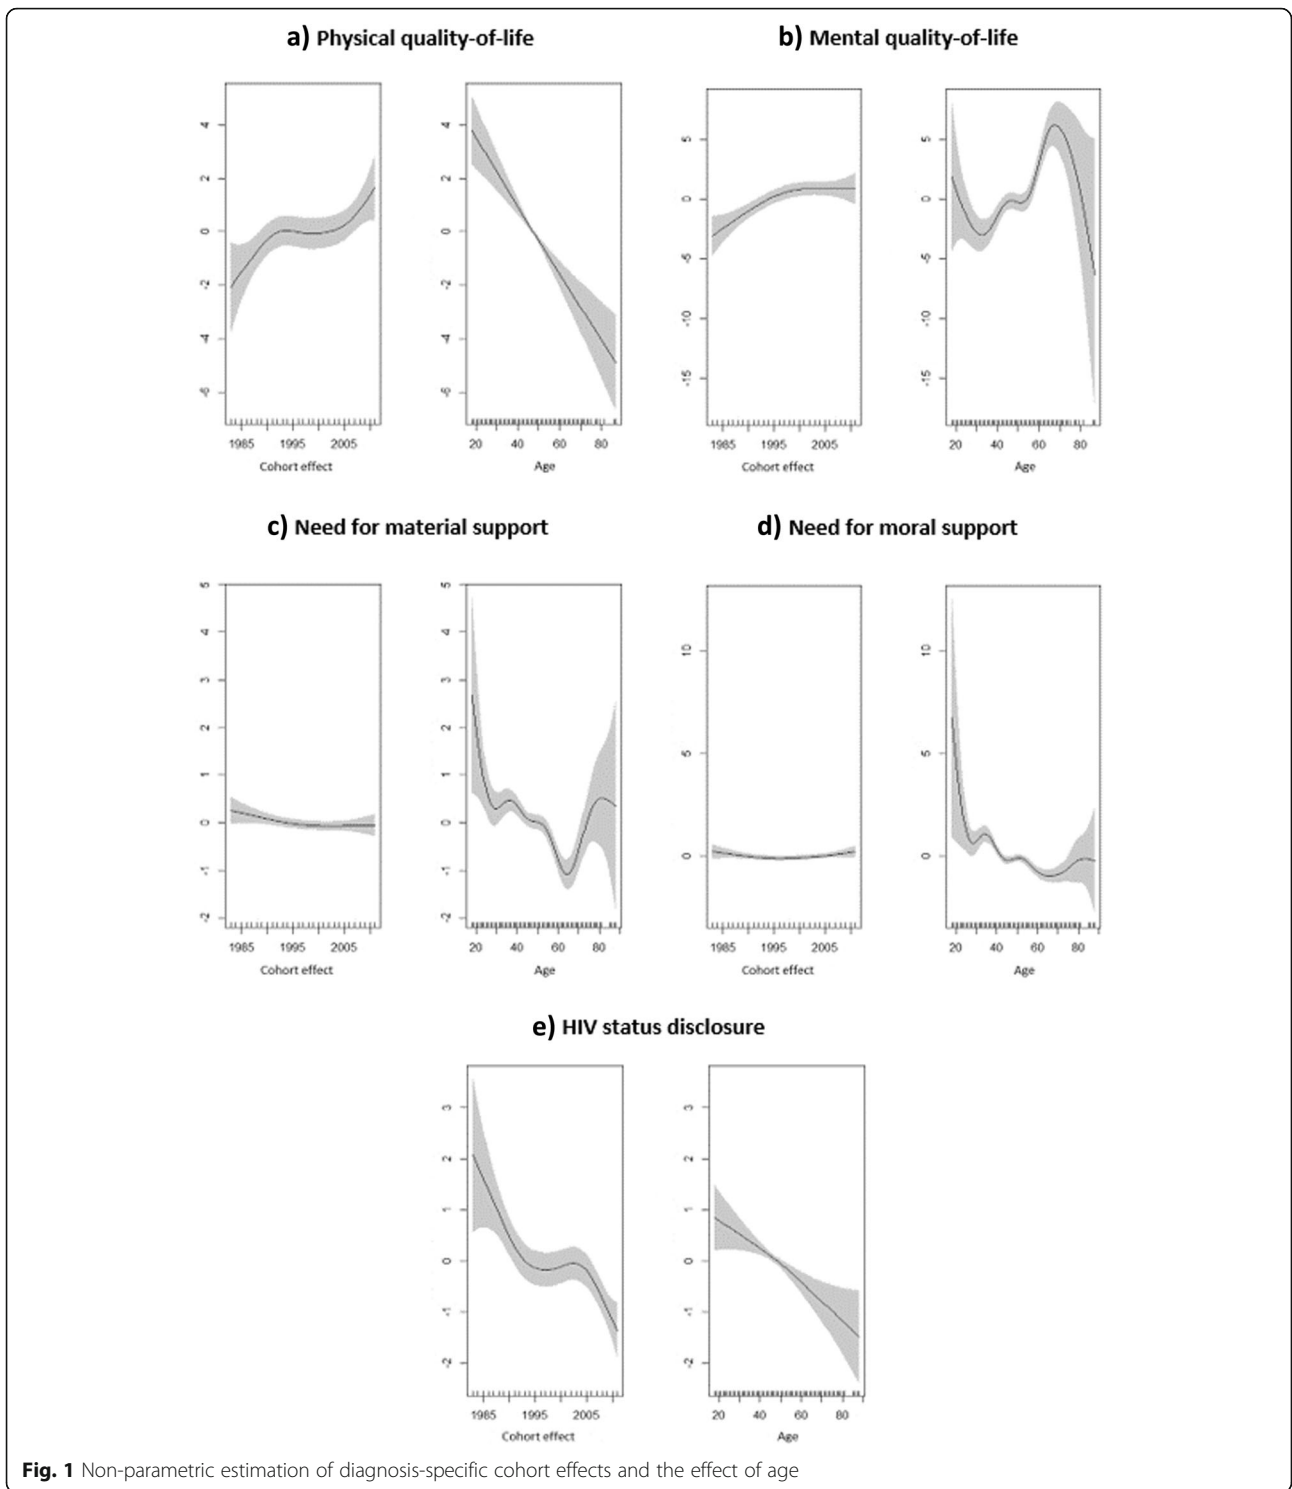 a) Physical quality-of-life
b) Mental quality-of-life
4
2
0
-2
-4
-6
1985 1995 2005
Cohort effect
4
2
0
-2
-4
-6
20 40 60 80
Age
5
0
-5
-10
-15
1985 1995 2005
Cohort effect
5
0
-5
-10
-15
20 40 60 80
Age
c) Need for material support
d) Need for moral support
5
4
3
2
1
0
-1
-2
1985 1995 2005
Cohort effect
5
4
3
2
1
0
-1
-2
20 40 60 80
Age
10
5
0
1985 1995 2005
Cohort effect
10
5
0
20 40 60 80
Age
e) HIV status disclosure
3
2
1
0
-1
-2
1985 1995 2005
Cohort effect
3
2
1
0
-1
-2
20 40 60 80
Age
Fig. 1 Non-parametric estimation of diagnosis-specific cohort effects and the effect of age